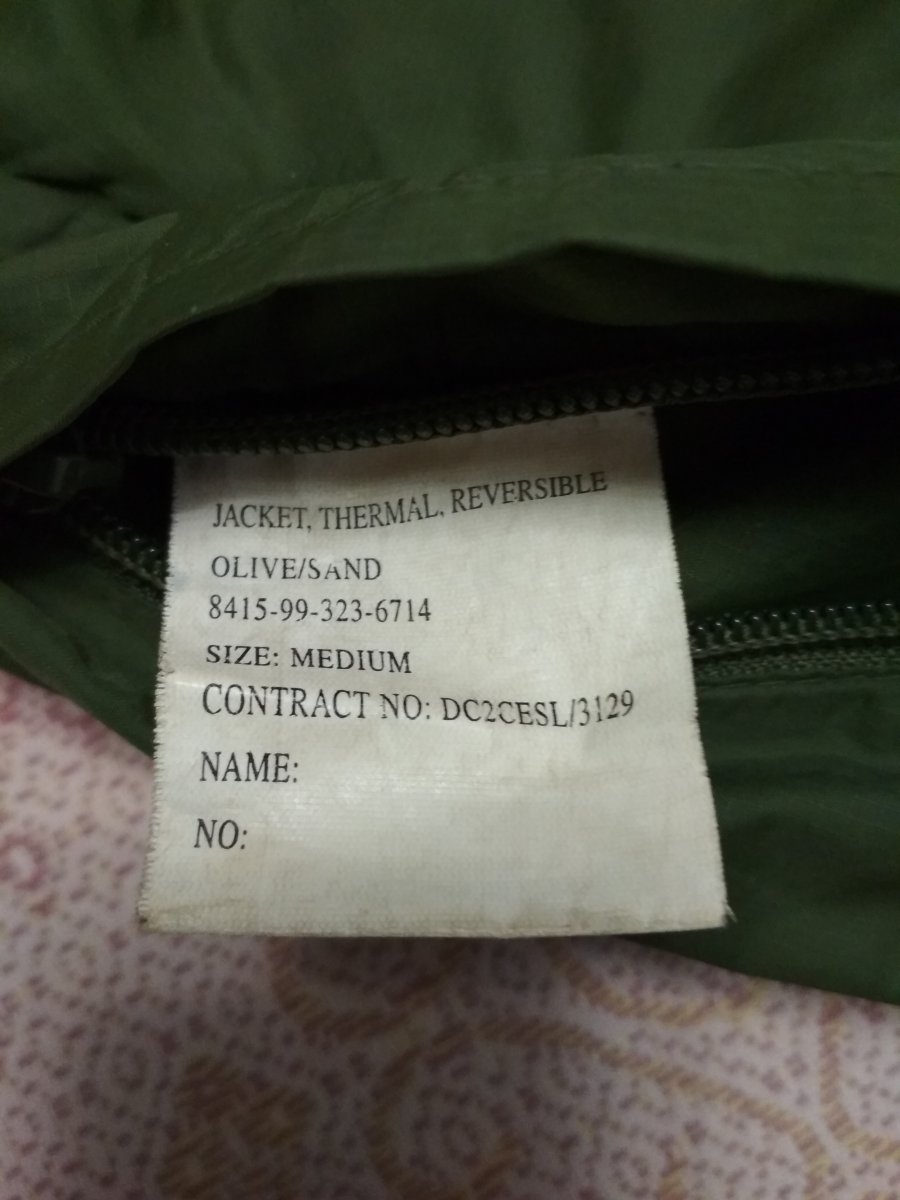 JACKET, THERMAL, REVERSIBLE
OLIVE/SAND
8415-99-323-6714
SIZE: MEDIUM
CONTRACT NO: DC2CESL/3129
NAME:
NO: